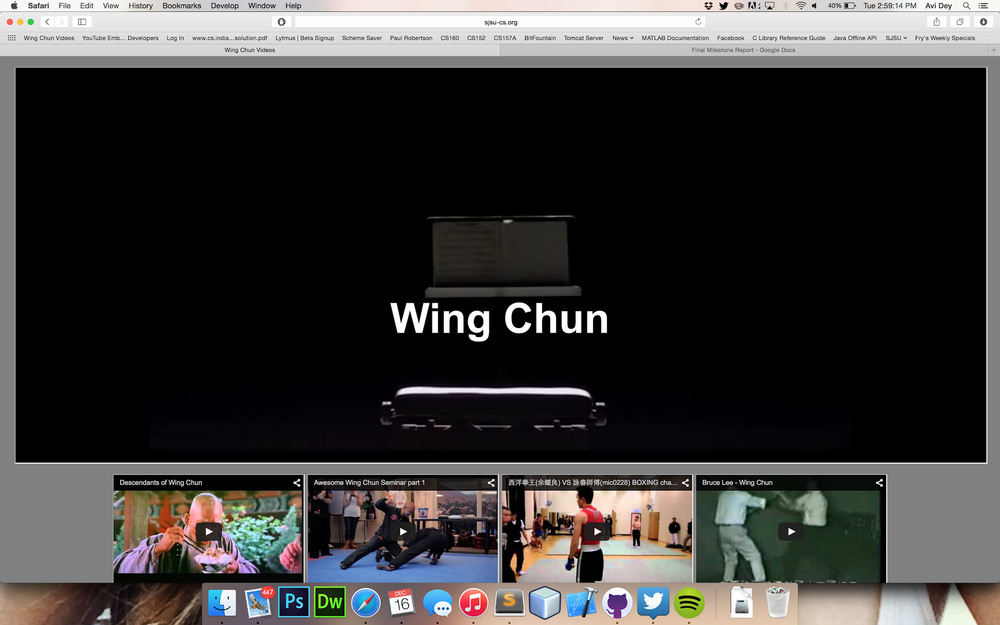 Safari File Edit View History Bookmarks Develop Window Help 40% Tue 2:59:14 PM Avi Dey
sjsu-cs.org
Wing Chun Videos YouTube Emb... Developers Log In www.cs.india...solution.pdf Lytmus | Beta Signup Scheme Saver Paul Robertson CS160 CS152 CS157A BitFountain Tomcat Server News MATLAB Documentation Facebook C Library Reference Guide Java Offline API SJSU Fry's Weekly Specials
Wing Chun Videos Final Milestone Report - Google Docs
Wing Chun
Descendants of Wing Chun Awesome Wing Chun Seminar part 1 西洋拳王(余鐵良) VS 詠春師傅(mic0228) BOXING cha... Bruce Lee - Wing Chun
447 Ps Dw DEC 16 S